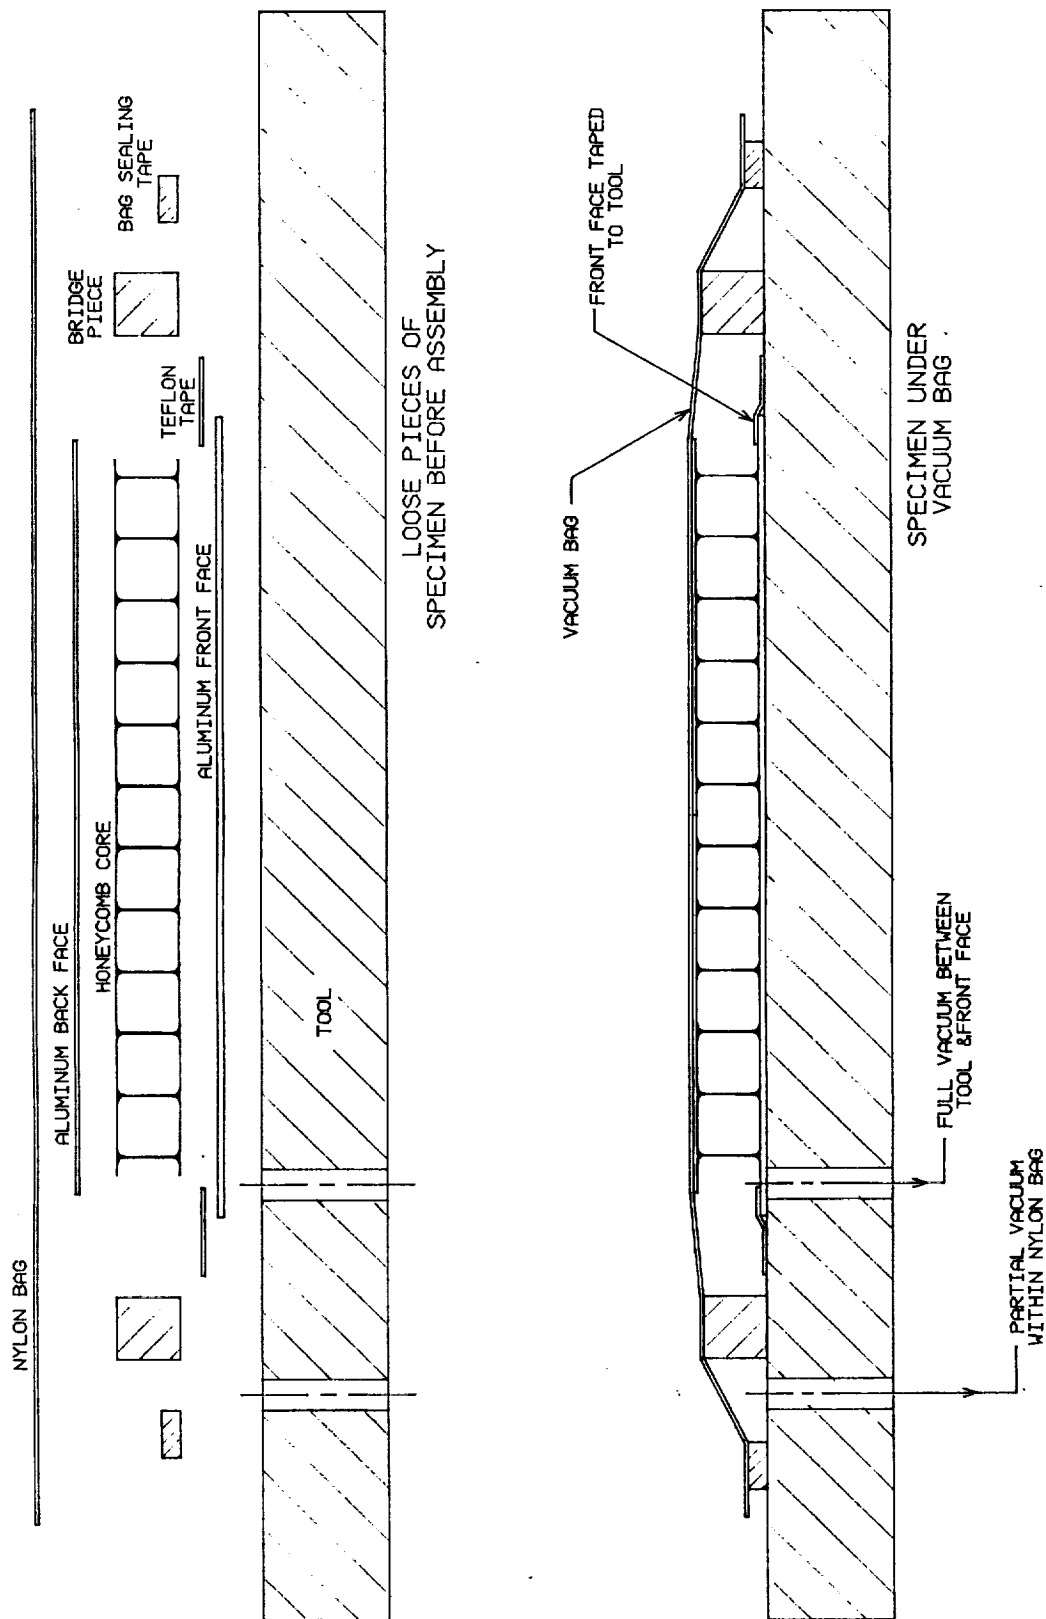 NYLON BAG
ALUMINUM BACK FACE
HONEYCOMB CORE
BRIDGE
PIECE
BAG SEALING
TAPE
TEFLON
TAPE
ALUMINUM FRONT FACE
TOOL
LOOSE PIECES OF
SPECIMEN BEFORE ASSEMBLY
VACUUM BAG
FRONT FACE TAPED
TO TOOL
SPECIMEN UNDER
VACUUM BAG
FULL VACUUM BETWEEN
TOOL &FRONT FACE
PARTIAL VACUUM
WITHIN NYLON BAG